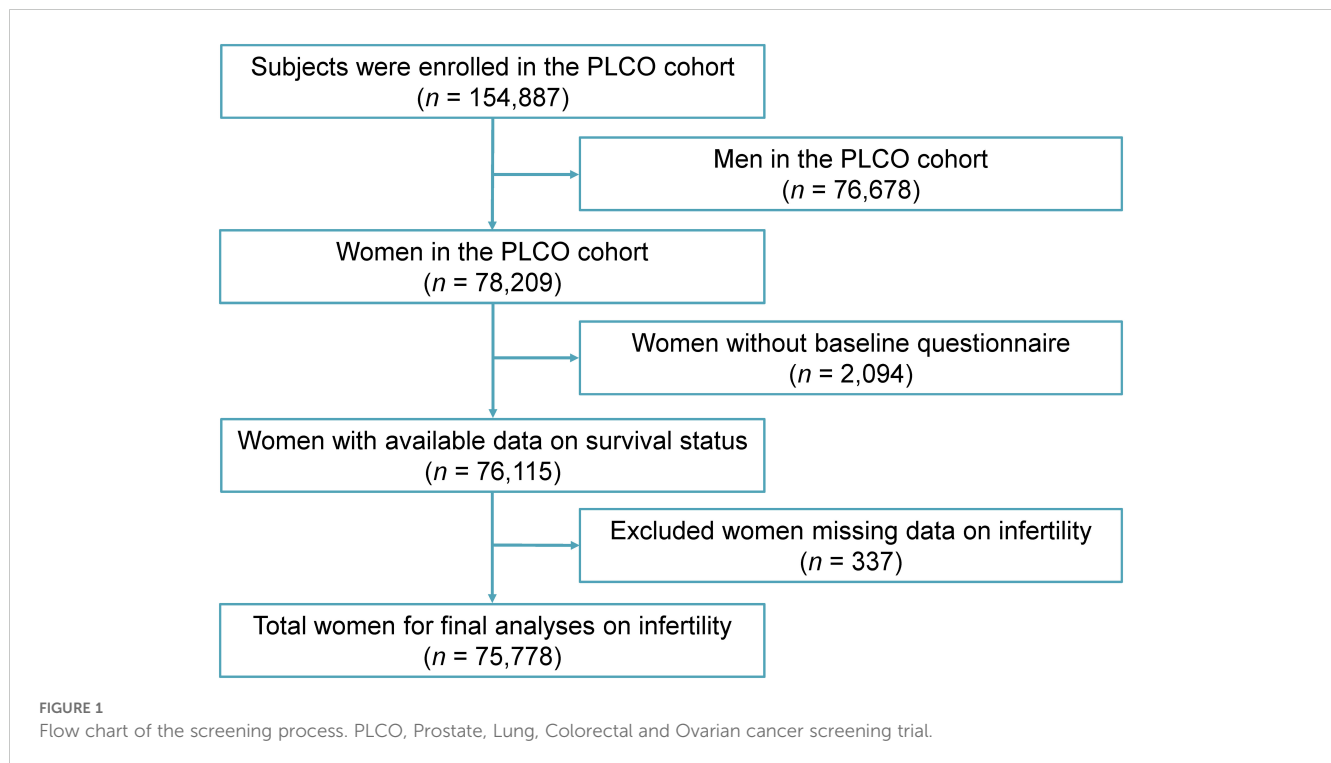 Subjects were enrolled in the PLCO cohort
(n = 154,887)
Men in the PLCO cohort
(n = 76,678)
Women in the PLCO cohort
(n = 78,209)
Women without baseline questionnaire
(n = 2,094)
Women with available data on survival status
(n = 76,115)
Excluded women missing data on infertility
(n = 337)
Total women for final analyses on infertility
(n = 75,778)
FIGURE 1
Flow chart of the screening process. PLCO, Prostate, Lung, Colorectal and Ovarian cancer screening trial.